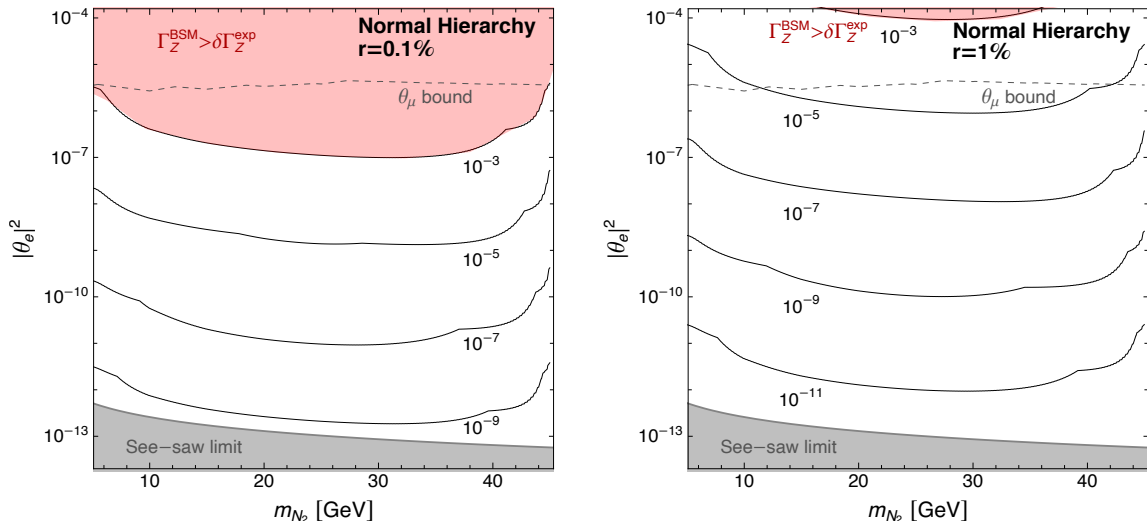 Γ_Z^BSM>δΓ_Z^exp
Normal Hierarchy
r=0.1%
θ_μ bound
10^−3
10^−5
10^−7
10^−9
See−saw limit
10^−4
10^−7
10^−10
10^−13
|θ_e|^2
10 20 30 40
m_N_2 [GeV]
Γ_Z^BSM>δΓ_Z^exp
10^−3
Normal Hierarchy
r=1%
θ_μ bound
10^−5
10^−7
10^−9
10^−11
See−saw limit
10^−4
10^−7
10^−10
10^−13
|θ_e|^2
10 20 30 40
m_N_2 [GeV]